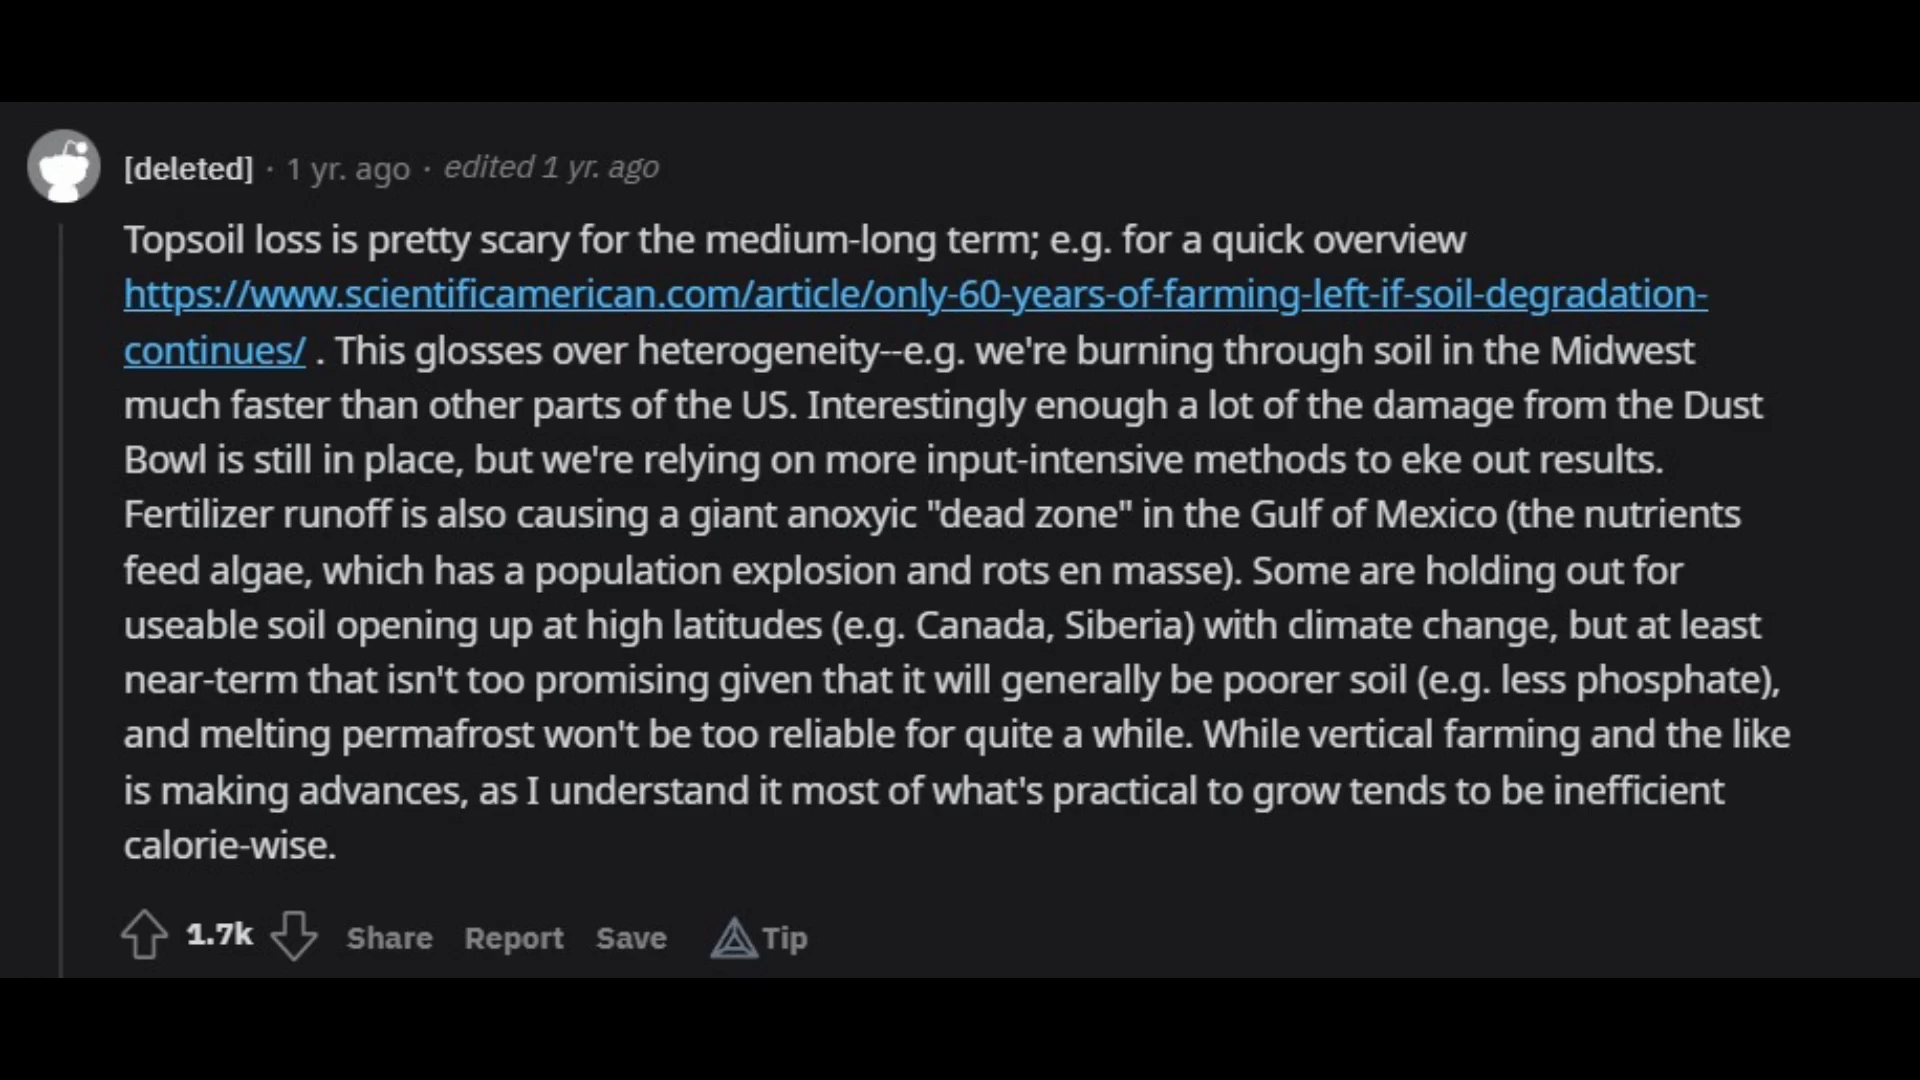 [deleted] · 1 yr. ago · edited 1 yr. ago
Topsoil loss is pretty scary for the medium-long term; e.g. for a quick overview
https://www.scientificamerican.com/article/only-60-years-of-farming-left-if-soil-degradation-
continues/ . This glosses over heterogeneity--e.g. we're burning through soil in the Midwest
much faster than other parts of the US. Interestingly enough a lot of the damage from the Dust
Bowl is still in place, but we're relying on more input-intensive methods to eke out results.
Fertilizer runoff is also causing a giant anoxyic "dead zone" in the Gulf of Mexico (the nutrients
feed algae, which has a population explosion and rots en masse). Some are holding out for
useable soil opening up at high latitudes (e.g. Canada, Siberia) with climate change, but at least
near-term that isn't too promising given that it will generally be poorer soil (e.g. less phosphate),
and melting permafrost won't be too reliable for quite a while. While vertical farming and the like
is making advances, as I understand it most of what's practical to grow tends to be inefficient
calorie-wise.
1.7k Share Report Save Tip